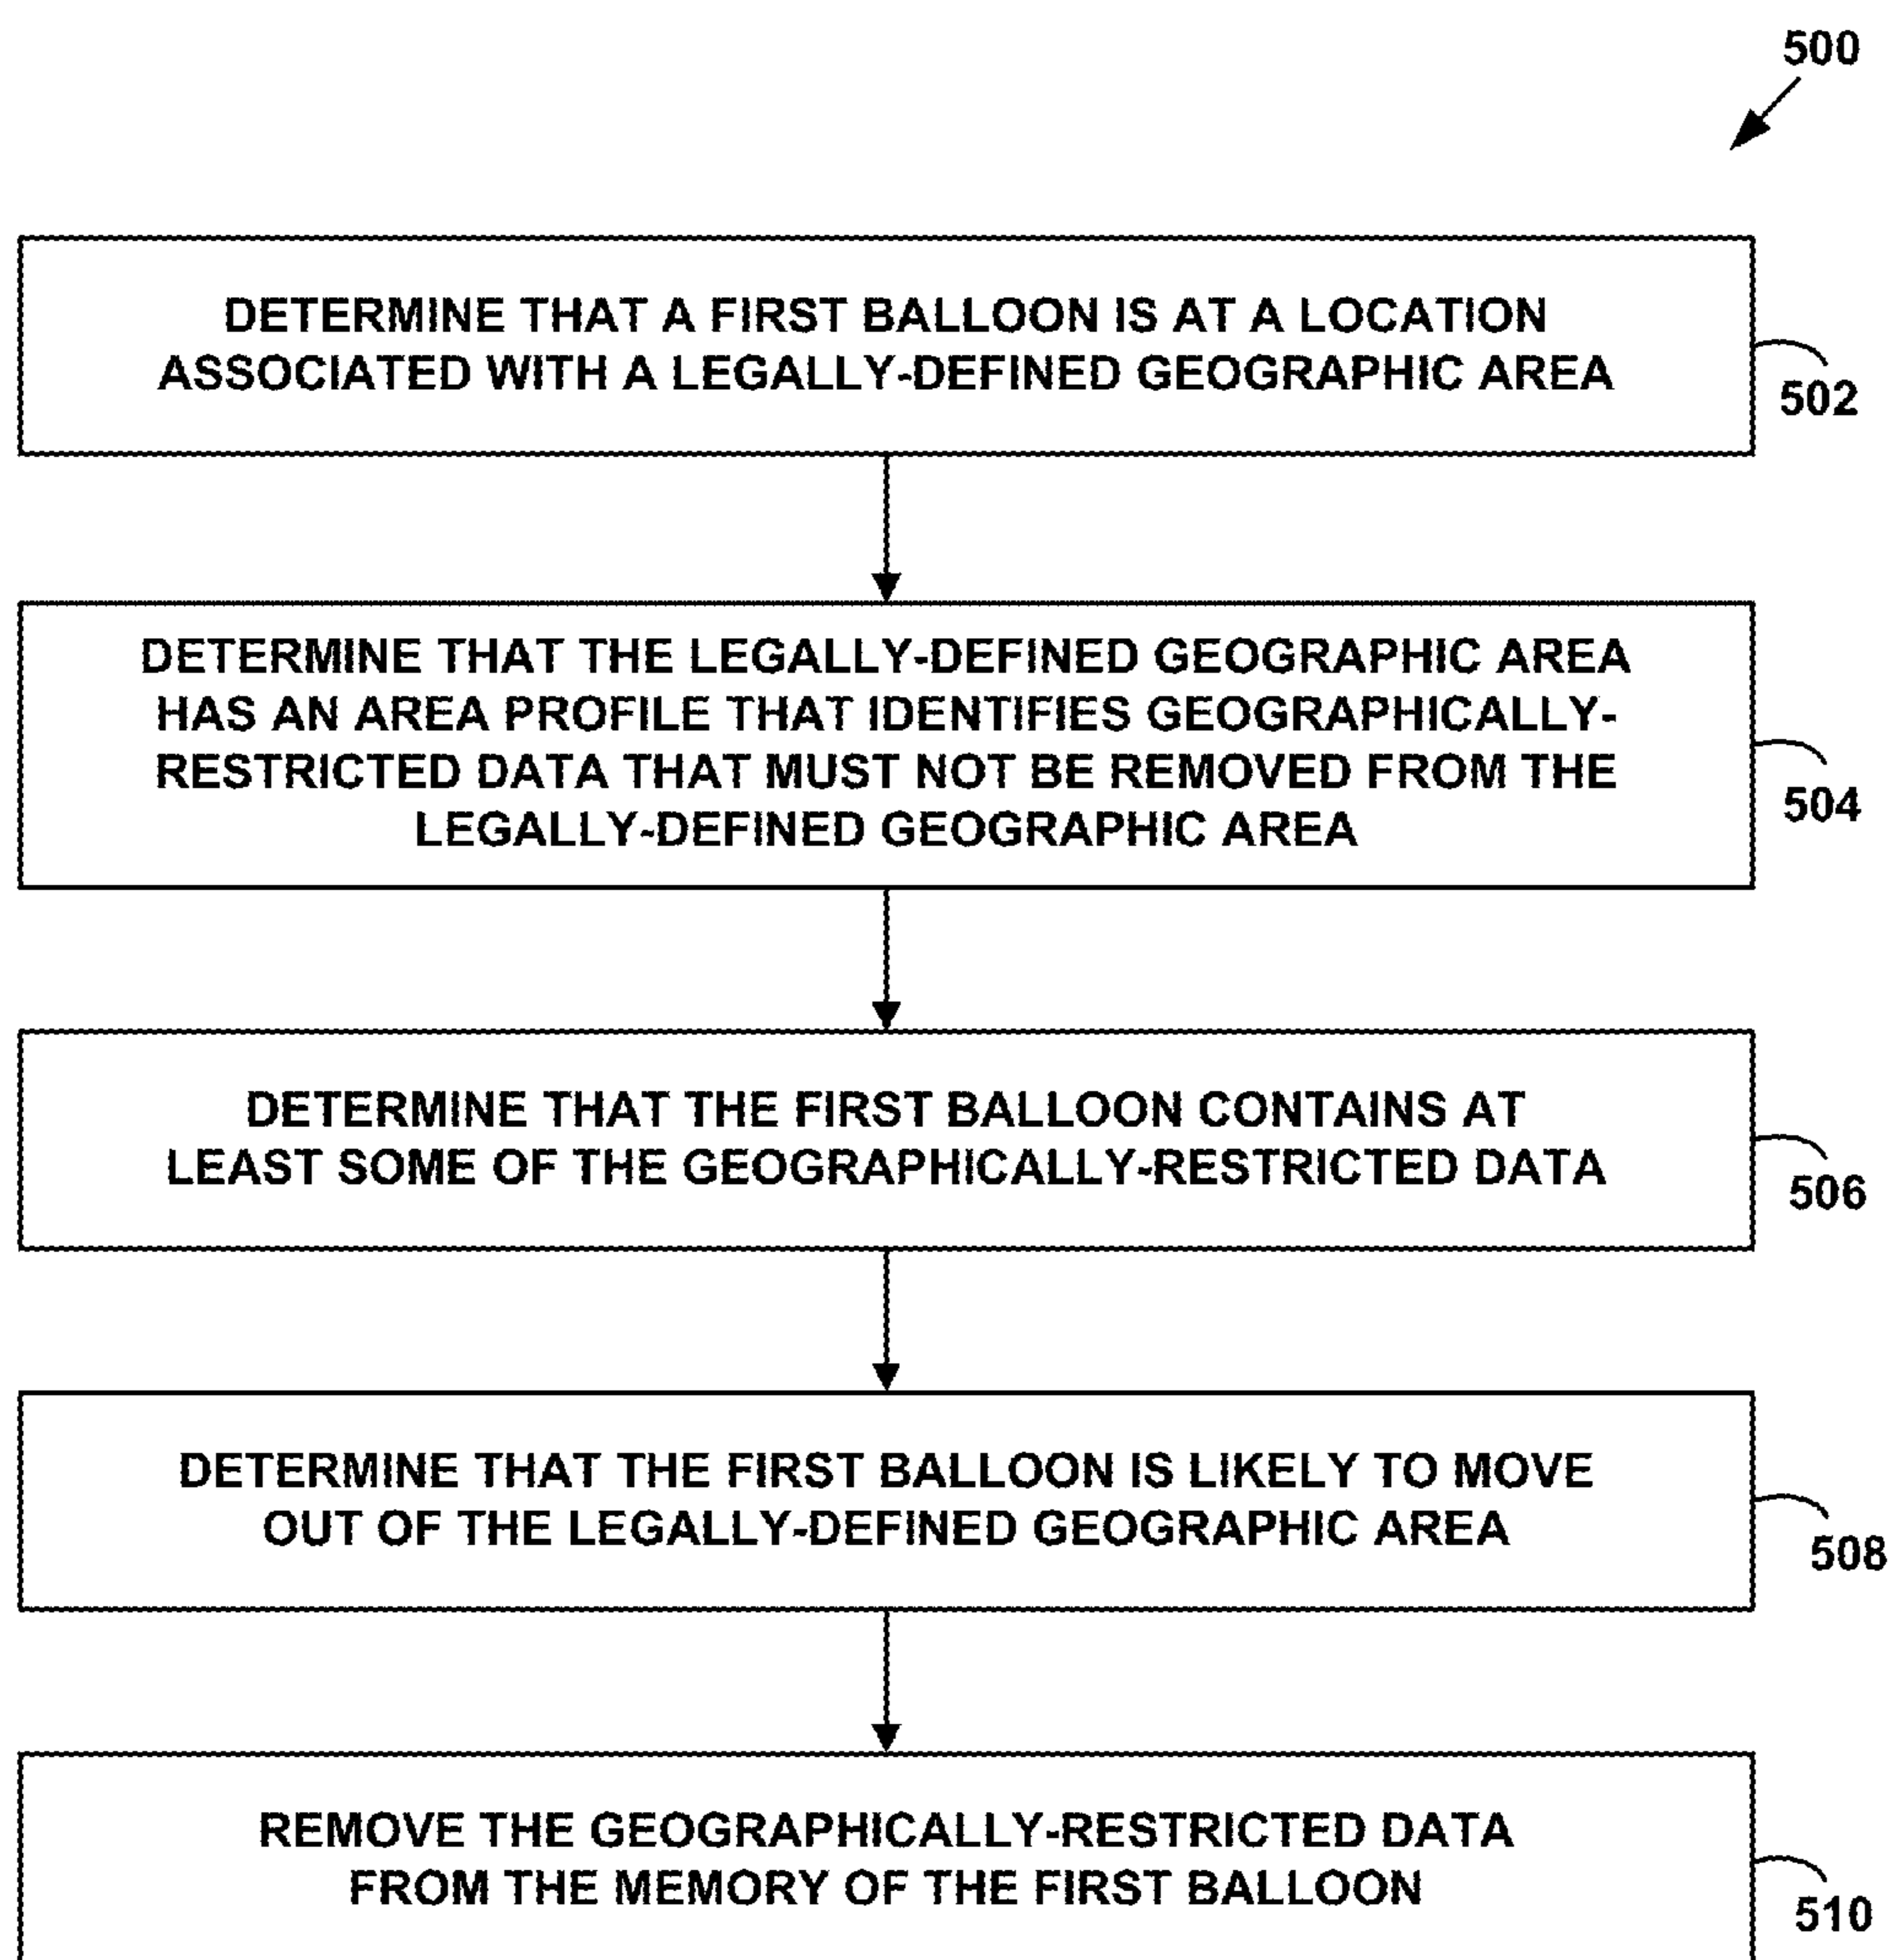 500
DETERMINE THAT A FIRST BALLOON IS AT A LOCATION
ASSOCIATED WITH A LEGALLY-DEFINED GEOGRAPHIC AREA
502
DETERMINE THAT THE LEGALLY-DEFINED GEOGRAPHIC AREA
HAS AN AREA PROFILE THAT IDENTIFIES GEOGRAPHICALLY-
RESTRICTED DATA THAT MUST NOT BE REMOVED FROM THE
LEGALLY-DEFINED GEOGRAPHIC AREA
504
DETERMINE THAT THE FIRST BALLOON CONTAINS AT
LEAST SOME OF THE GEOGRAPHICALLY-RESTRICTED DATA
506
DETERMINE THAT THE FIRST BALLOON IS LIKELY TO MOVE
OUT OF THE LEGALLY-DEFINED GEOGRAPHIC AREA
508
REMOVE THE GEOGRAPHICALLY-RESTRICTED DATA
FROM THE MEMORY OF THE FIRST BALLOON
510